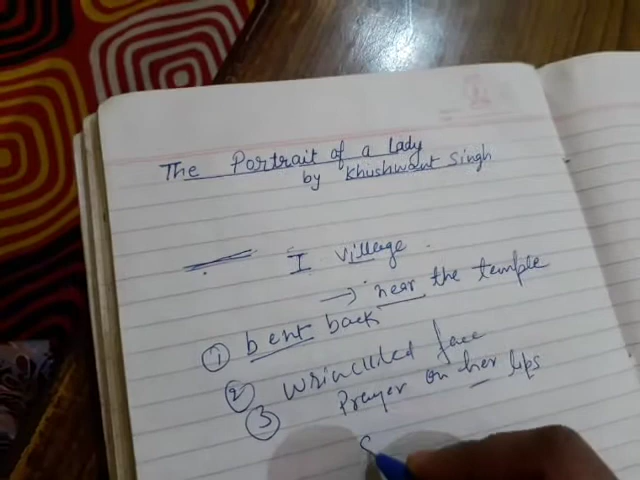 The Portrait of a lady
by Khushwant Singh
I village
→ near the temple
① bent back
② wrinclded face
③ Prayer on her lips